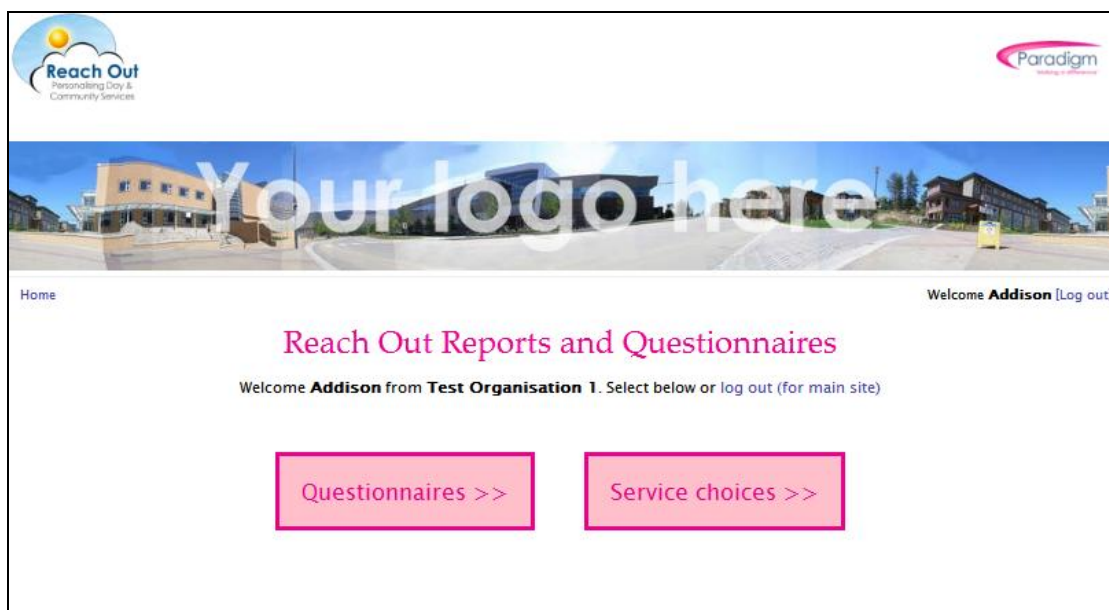 Reach Out
Personalising Day &
Community Services
Paradigm
Your logo here
Home
Welcome Addison [Log out
Reach Out Reports and Questionnaires
Welcome Addison from Test Organisation 1. Select below or log out (for main site)
Questionnaires >>
Service choices >>